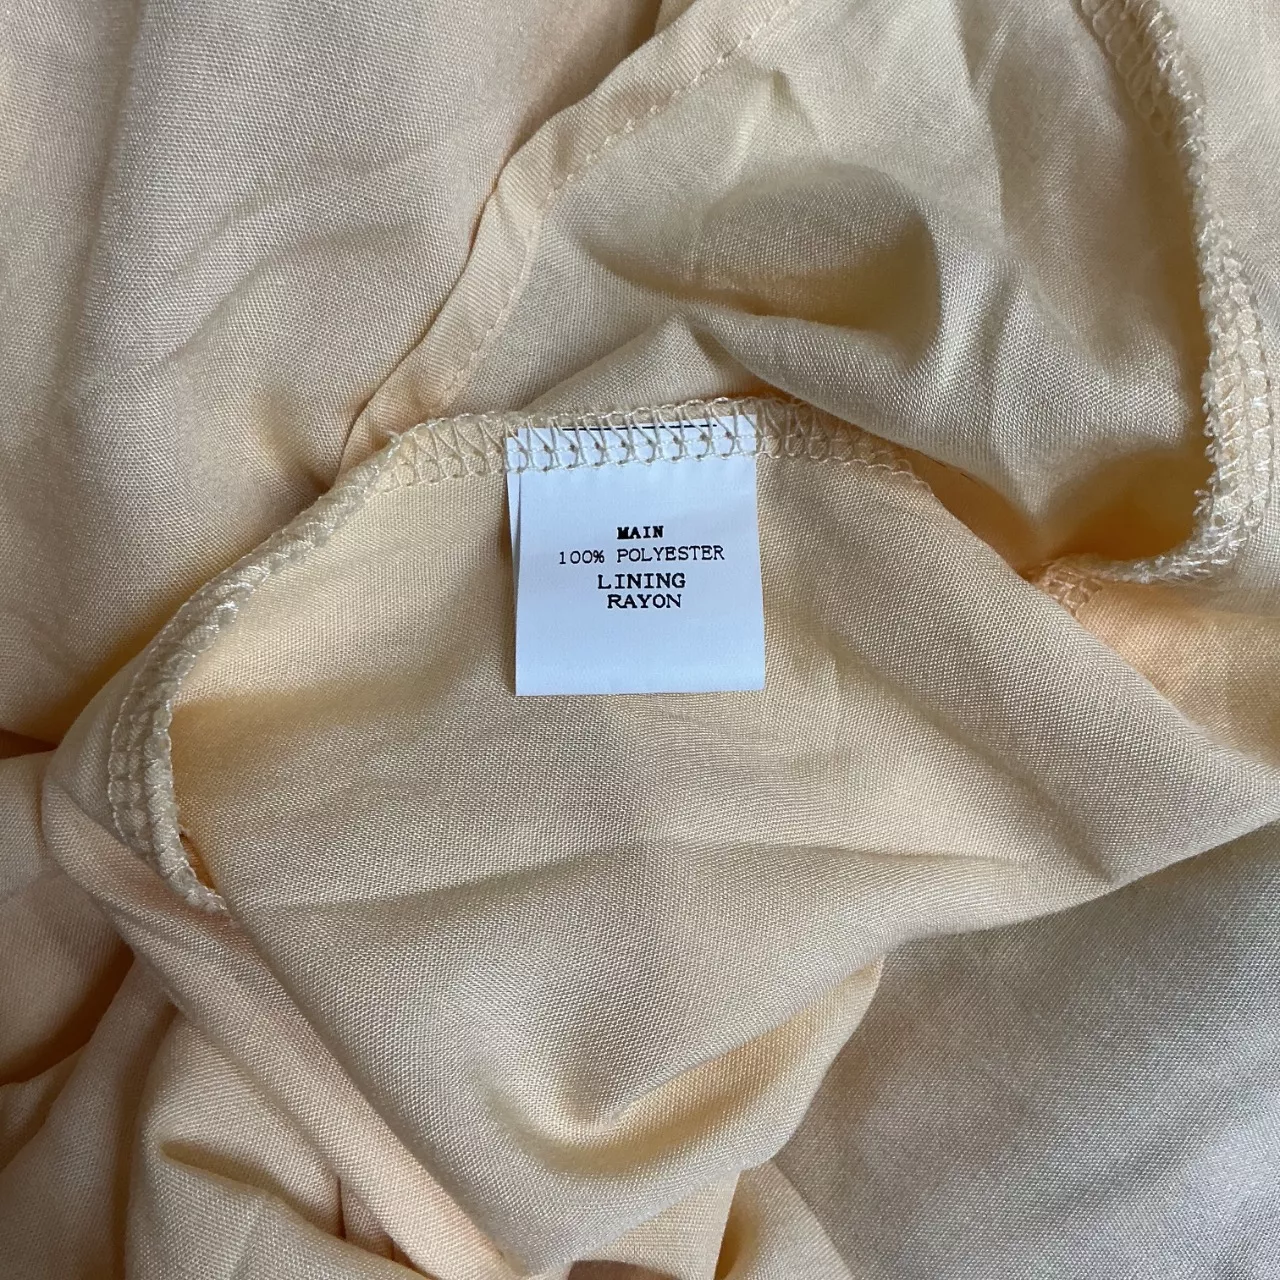 MAIN
100% POLYESTER
LINING
RAYON